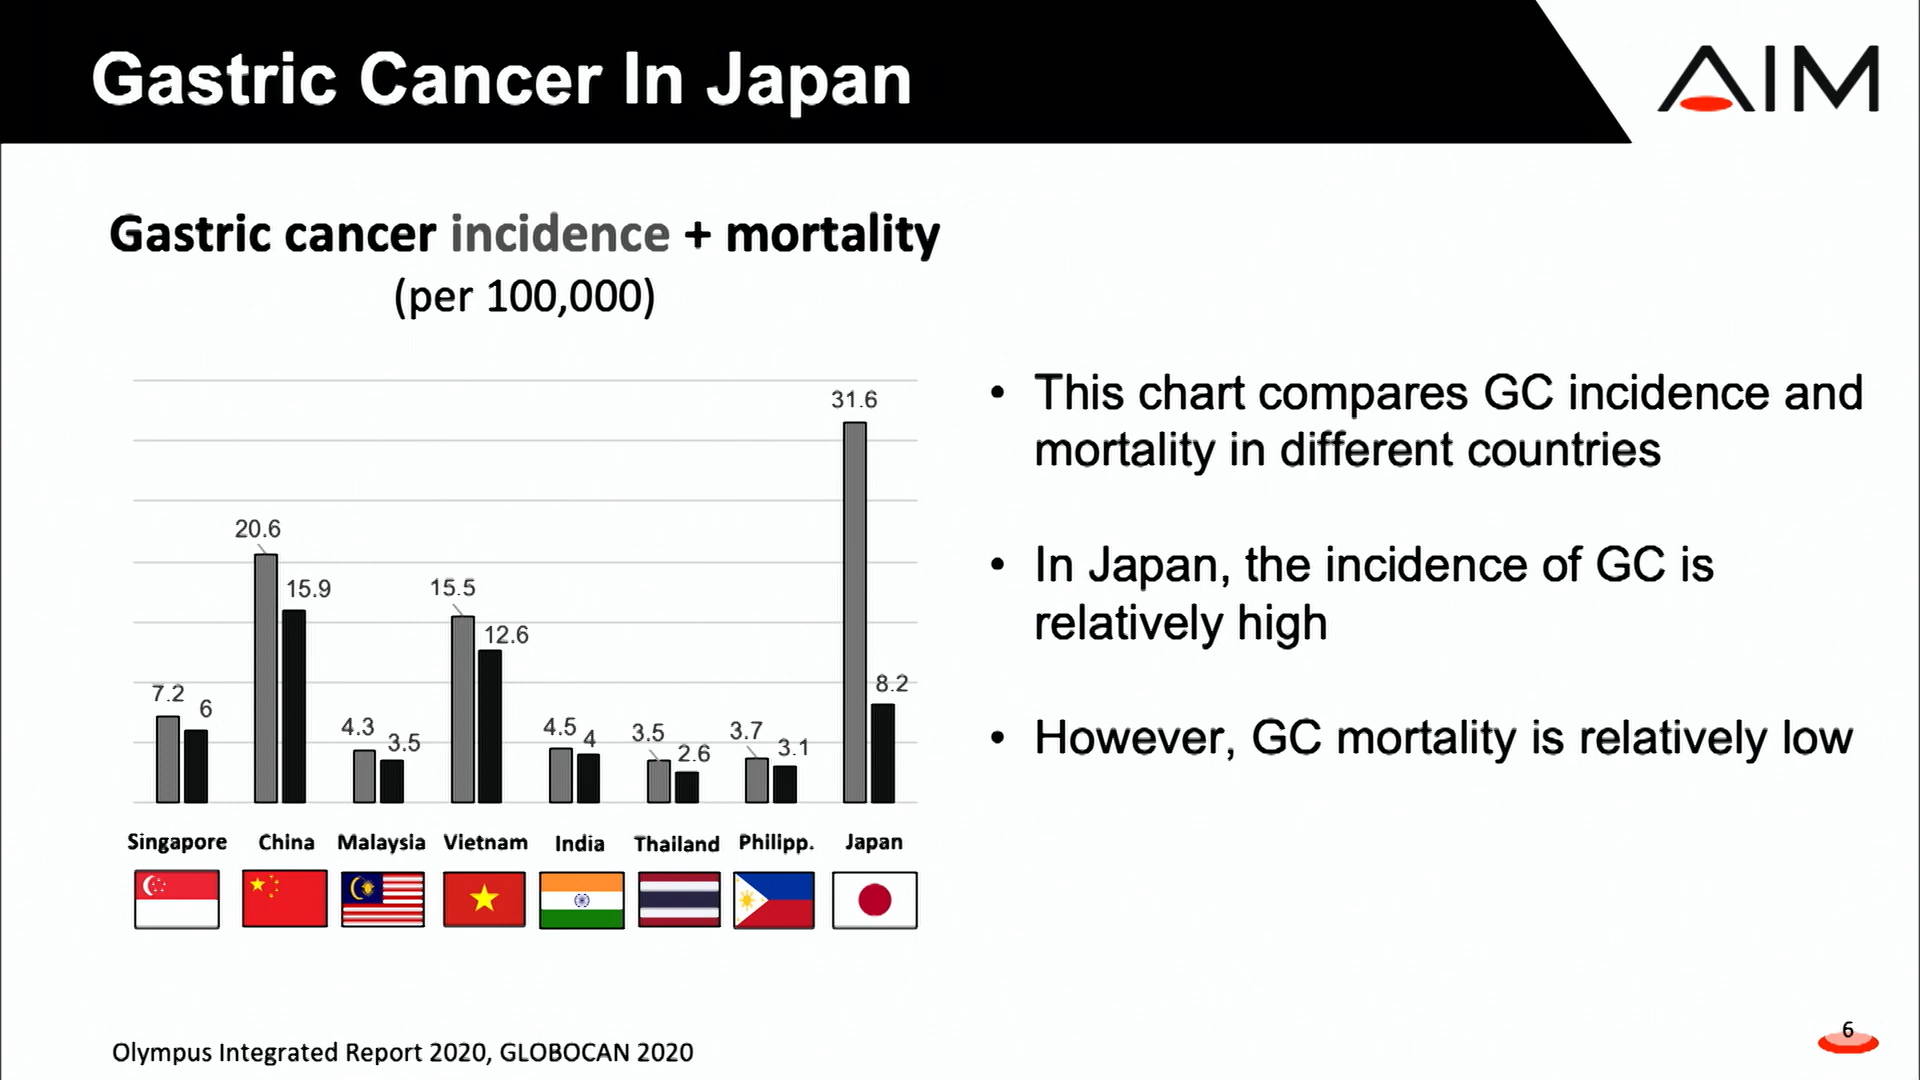 Gastric Cancer In Japan
AIM
Gastric cancer incidence + mortality
(per 100,000)
7.2
6
20.6
15.9
4.3
3.5
15.5
12.6
4.5
4
3.5
2.6
3.7
3.1
31.6
8.2
Singapore
China
Malaysia
Vietnam
India
Thailand
Philipp.
Japan
• This chart compares GC incidence and
mortality in different countries
• In Japan, the incidence of GC is
relatively high
• However, GC mortality is relatively low
Olympus Integrated Report 2020, GLOBOCAN 2020
6